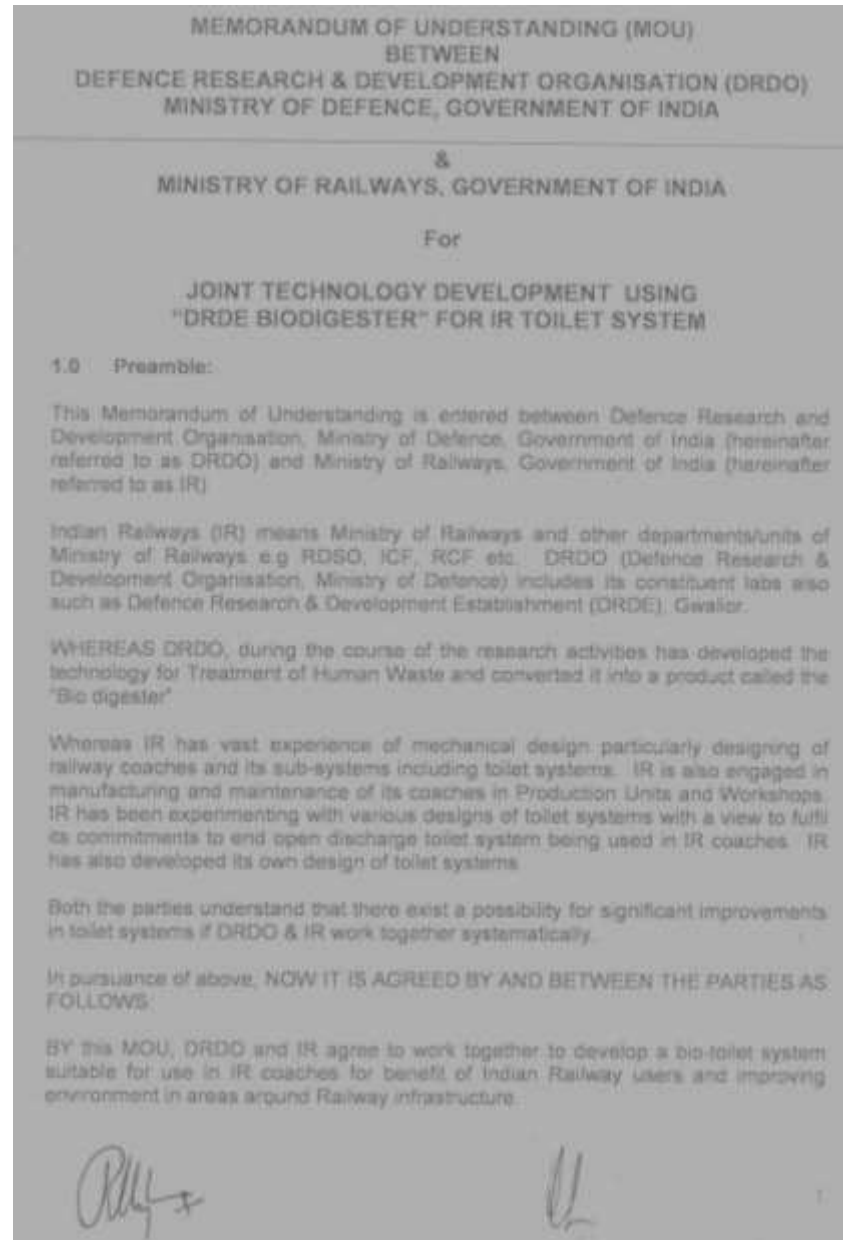 MEMORANDUM OF UNDERSTANDING (MOU)
BETWEEN
DEFENCE RESEARCH & DEVELOPMENT ORGANISATION (DRDO)
MINISTRY OF DEFENCE, GOVERNMENT OF INDIA
&
MINISTRY OF RAILWAYS, GOVERNMENT OF INDIA
For
JOINT TECHNOLOGY DEVELOPMENT USING
"DRDE BIODIGESTER" FOR IR TOILET SYSTEM
1.0 Preamble:
This Memorandum of Understanding is entered between Defence Research and
Development Organisation, Ministry of Defence, Government of India (hereinafter
referred to as DRDO) and Ministry of Railways, Government of India (hereinafter
referred to as IR)
Indian Railways (IR) means Ministry of Railways and other departments/units of
Ministry of Railways e.g RDSO, ICF, RCF etc. DRDO (Defence Research &
Development Organisation, Ministry of Defence) includes its constituent labs also
such as Defence Research & Development Establishment (DRDE), Gwalior.
WHEREAS DRDO, during the course of the research activities has developed the
technology for Treatment of Human Waste and converted it into a product called the
"Bio digester"
Whereas IR has vast experience of mechanical design particularly designing of
railway coaches and its sub-systems including toilet systems. IR is also engaged in
manufacturing and maintenance of its coaches in Production Units and Workshops.
IR has been experimenting with various designs of toilet systems with a view to fulfil
its commitments to end open discharge toilet system being used in IR coaches. IR
has also developed its own design of toilet systems
Both the parties understand that there exist a possibility for significant improvements
in toilet systems if DRDO & IR work together systematically.
In pursuance of above, NOW IT IS AGREED BY AND BETWEEN THE PARTIES AS
FOLLOWS
BY this MOU, DRDO and IR agree to work together to develop a bio-toilet system
suitable for use in IR coaches for benefit of Indian Railway users and improving
environment in areas around Railway infrastructure.
1